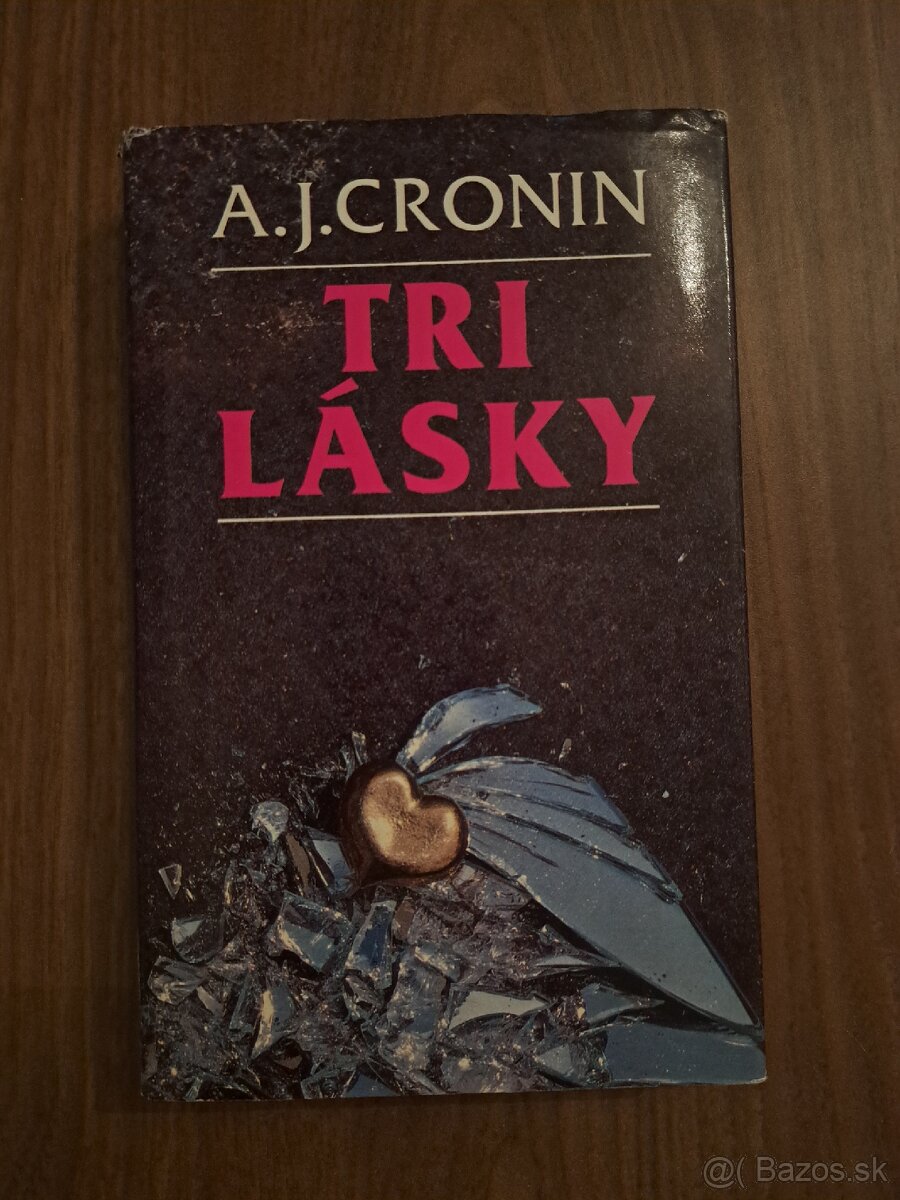 A.J.CRONIN
TRI
LÁSKY
@( Bazos.sk